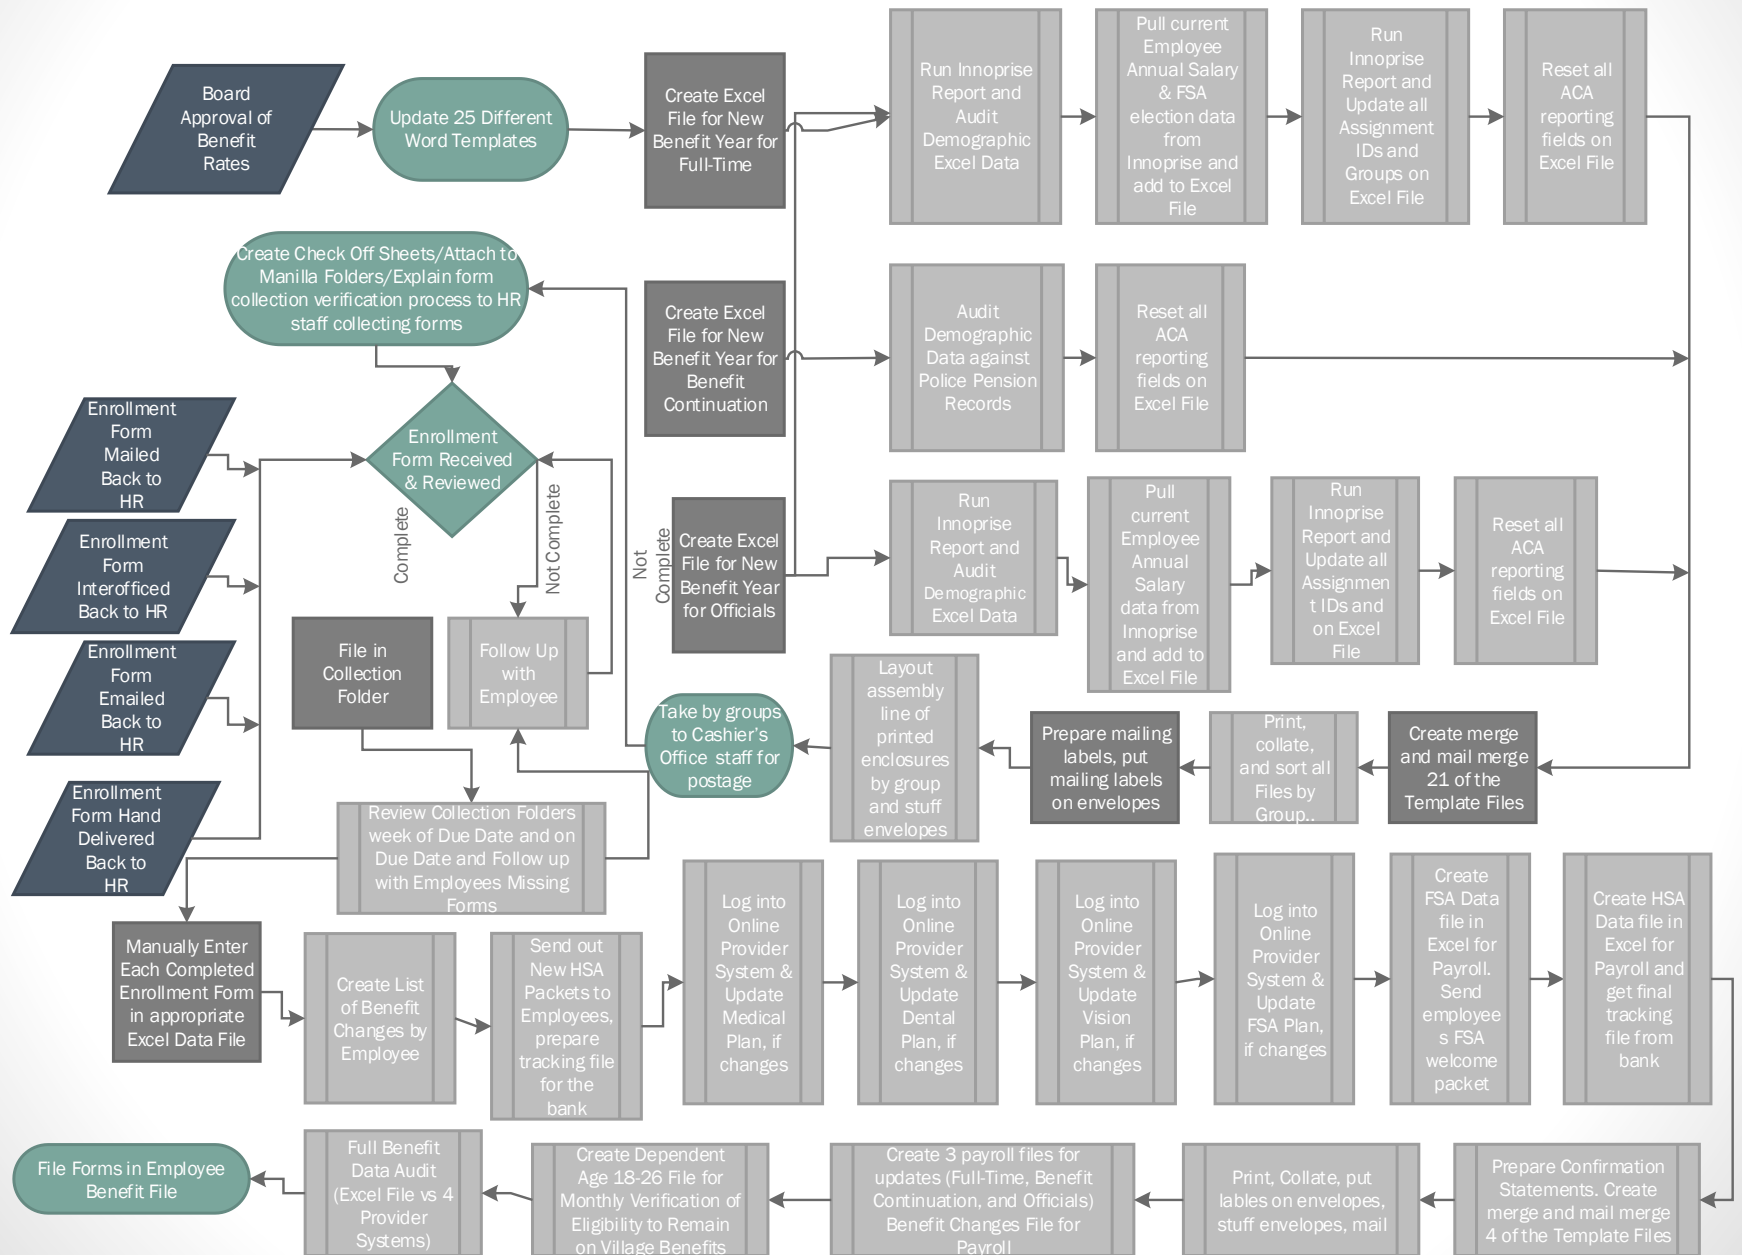 Board
Approval of
Benefit
Rates
Update 25 Different
Word Templates
Create Excel
File for New
Benefit Year for
Full-Time
Run Innoprise
Report and
Audit
Demographic
Excel Data
Pull current
Employee
Annual Salary
& FSA
election data
from
Innoprise and
add to Excel
File
Run
Innoprise
Report and
Update all
Assignment
IDs and
Groups on
Excel File
Reset all
ACA
reporting
fields on
Excel File
Create Check Off Sheets/Attach to
Manilla Folders/Explain form
collection verification process to HR
staff collecting forms
Create Excel
File for New
Benefit Year for
Benefit
Continuation
Audit
Demographic
Data against
Police Pension
Records
Reset all
ACA
reporting
fields on
Excel File
Enrollment
Form
Mailed
Back to
HR
Enrollment
Form Received
& Reviewed
Complete
Not Complete
Not
Complete
Create Excel
File for New
Benefit Year
for Officials
Run
Innoprise
Report and
Audit
Demographic
Excel Data
Pull
current
Employee
Annual
Salary
data from
Innoprise
and add to
Excel File
Run
Innoprise
Report and
Update all
Assignmen
t IDs and
on Excel
File
Reset all
ACA
reporting
fields on
Excel File
Enrollment
Form
Interofficed
Back to HR
Enrollment
Form
Emailed
Back to
HR
File in
Collection
Folder
Follow Up
with
Employee
Take by groups
to Cashier's
Office staff for
postage
Layout
assembly
line of
printed
enclosures
by group
and stuff
envelopes
Prepare mailing
labels, put
mailing labels
on envelopes
Print,
collate,
and sort all
Files by
Group..
Create merge
and mail merge
21 of the
Template Files
Enrollment
Form Hand
Delivered
Back to
HR
Review Collection Folders
week of Due Date and on
Due Date and Follow up
with Employees Missing
Forms
Manually Enter
Each Completed
Enrollment Form
in appropriate
Excel Data File
Create List
of Benefit
Changes by
Employee
Send out
New HSA
Packets to
Employees,
prepare
tracking file
for the
bank
Log into
Online
Provider
System &
Update
Medical
Plan, if
changes
Log into
Online
Provider
System &
Update
Dental
Plan, if
changes
Log into
Online
Provider
System &
Update
Vision
Plan, if
changes
Log into
Online
Provider
System &
Update
FSA Plan,
if changes
Create
FSA Data
file in
Excel for
Payroll.
Send
employee
s FSA
welcome
packet
Create HSA
Data file in
Excel for
Payroll and
get final
tracking
file from
bank
File Forms in Employee
Benefit File
Full Benefit
Data Audit
(Excel File vs 4
Provider
Systems)
Create Dependent
Age 18-26 File for
Monthly Verification of
Eligibility to Remain
on Village Benefits
Create 3 payroll files for
updates (Full-Time, Benefit
Continuation, and Officials)
Benefit Changes File for
Payroll
Print, Collate, put
lables on envelopes,
stuff envelopes, mail
Prepare Confirmation
Statements. Create
merge and mail merge
4 of the Template Files